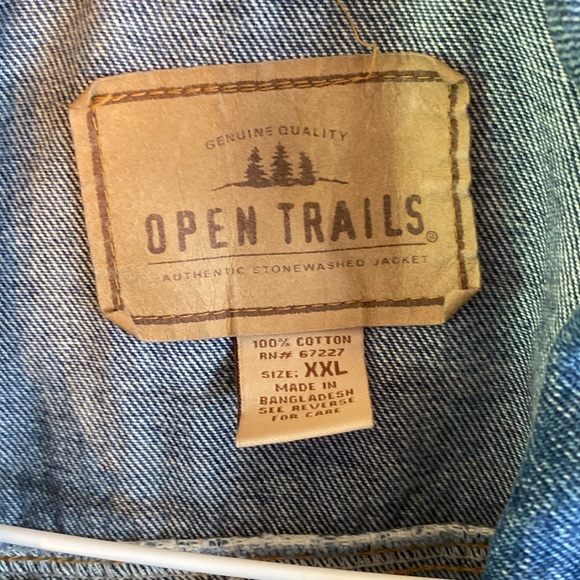 GENUINE QUALITY
OPEN TRAILS®
AUTHENTIC STONEWASHED JACKET
100% COTTON
RN# 67227
SIZE: XXL
MADE IN
BANGLADESH
SEE REVERSE
FOR CARE